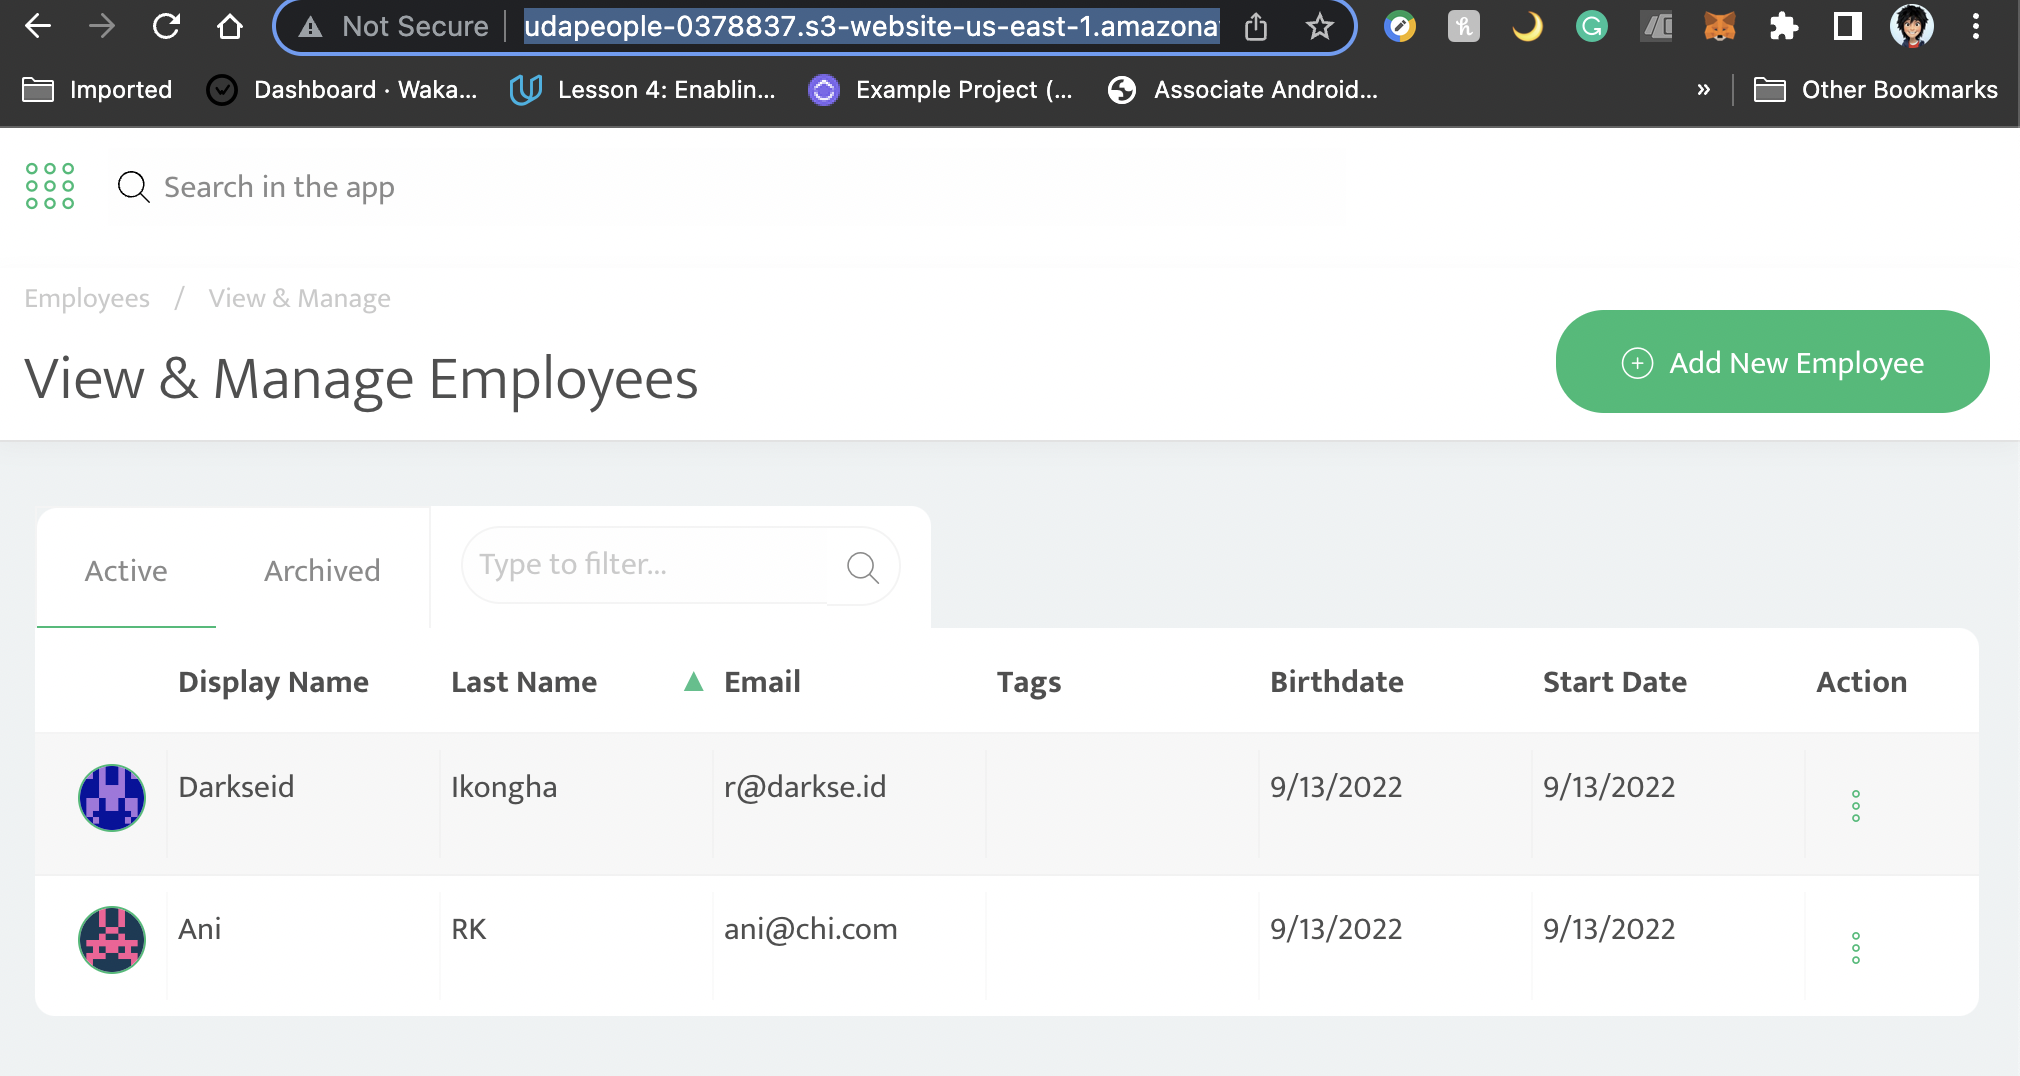 Not Secure udapeople-0378837.s3-website-us-east-1.amazona
Imported Dashboard · Waka... Lesson 4: Enablin... Example Project (... Associate Android... » Other Bookmarks
Search in the app
Employees / View & Manage
View & Manage Employees
Add New Employee
Active Archived Type to filter...
Display Name Last Name Email Tags Birthdate Start Date Action
Darkseid Ikongha r@darkse.id 9/13/2022 9/13/2022
Ani RK ani@chi.com 9/13/2022 9/13/2022